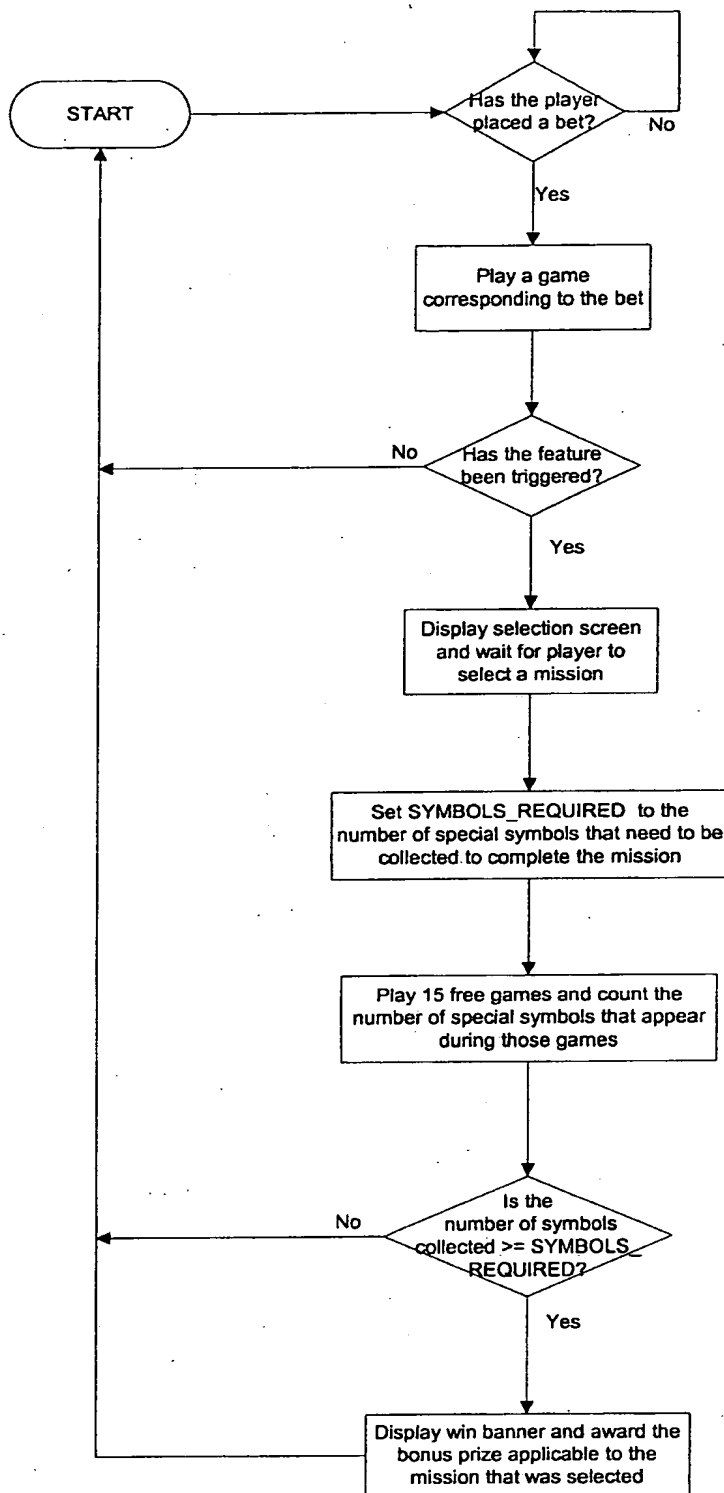 START
Has the player
placed a bet?
No
Yes
Play a game
corresponding to the bet
No
Has the feature
been triggered?
Yes
Display selection screen
and wait for player to
select a mission
Set SYMBOLS_REQUIRED to the
number of special symbols that need to be
collected to complete the mission
Play 15 free games and count the
number of special symbols that appear
during those games
No
Is the
number of symbols
collected >= SYMBOLS_
REQUIRED?
Yes
Display win banner and award the
bonus prize applicable to the
mission that was selected